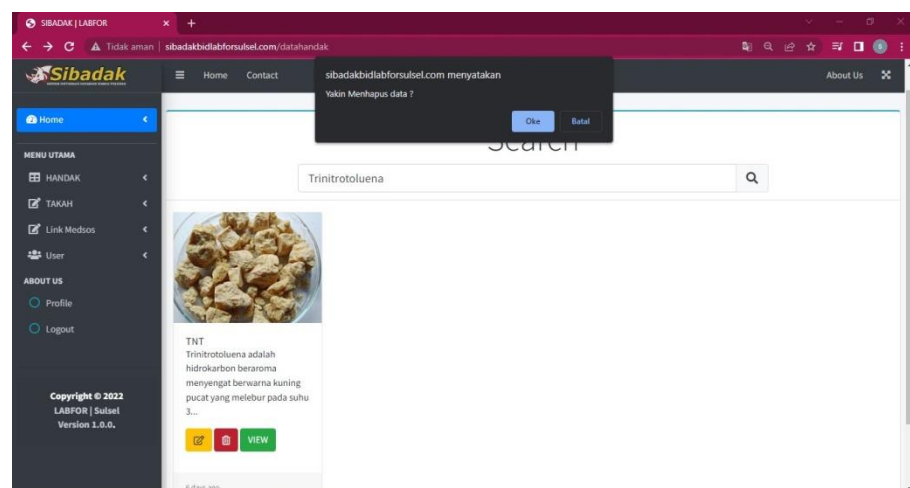 SIBADAK | LABFOR
Tidak aman
sibadakbidlabforsulsel.com/datahandak
Sibadak
Home
Contact
About Us
sibadakbidlabforsulsel.com menyatakan
Yakin Menhapus data ?
Oke
Batal
Home
MENU UTAMA
HANDAK
TAKAH
Link Medsos
User
ABOUT US
Profile
Logout
Copyright © 2022
LABFOR | Sulsel
Version 1.0.0.
Search
Trinitrotoluena
TNT
Trinitrotoluena adalah
hidrokarbon beraroma
menyengat berwarna kuning
pucat yang melebur pada suhu
3...
VIEW
6 days ago